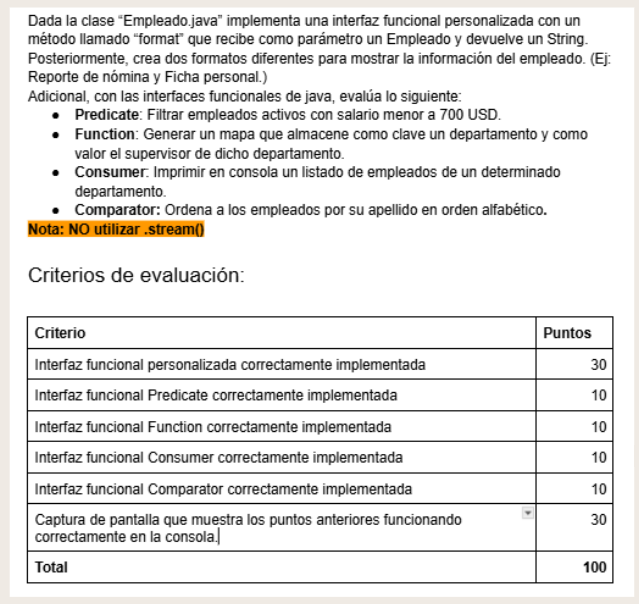 Dada la clase “Empleado.java” implementa una interfaz funcional personalizada con un
método llamado “format” que recibe como parámetro un Empleado y devuelve un String.
Posteriormente, crea dos formatos diferentes para mostrar la información del empleado. (Ej:
Reporte de nómina y Ficha personal.)
Adicional, con las interfaces funcionales de java, evalúa lo siguiente:
● Predicate: Filtrar empleados activos con salario menor a 700 USD.
● Function: Generar un mapa que almacene como clave un departamento y como
valor el supervisor de dicho departamento.
● Consumer: Imprimir en consola un listado de empleados de un determinado
departamento.
● Comparator: Ordena a los empleados por su apellido en orden alfabético.
Nota: NO utilizar .stream()
Criterios de evaluación:
Criterio Puntos
Interfaz funcional personalizada correctamente implementada 30
Interfaz funcional Predicate correctamente implementada 10
Interfaz funcional Function correctamente implementada 10
Interfaz funcional Consumer correctamente implementada 10
Interfaz funcional Comparator correctamente implementada 10
Captura de pantalla que muestra los puntos anteriores funcionando 30
correctamente en la consola.
Total 100